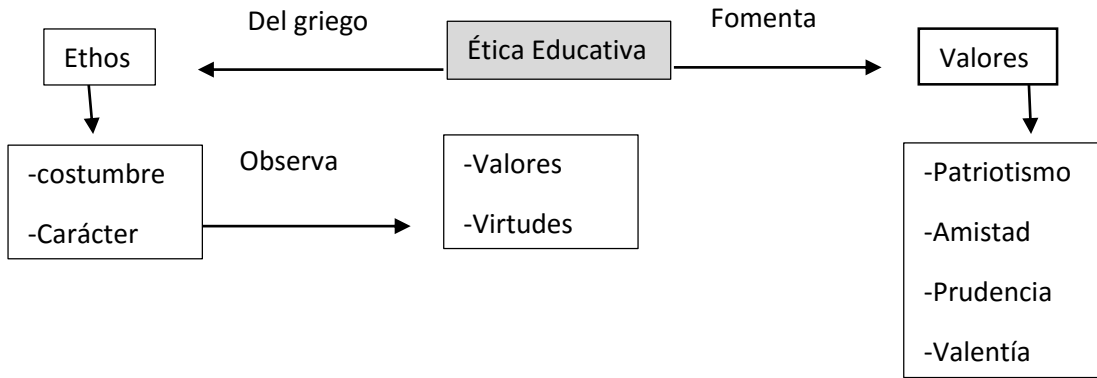 Del griego
Fomenta
Ethos
Ética Educativa
Valores
-costumbre
-Carácter
Observa
-Valores
-Virtudes
-Patriotismo
-Amistad
-Prudencia
-Valentía